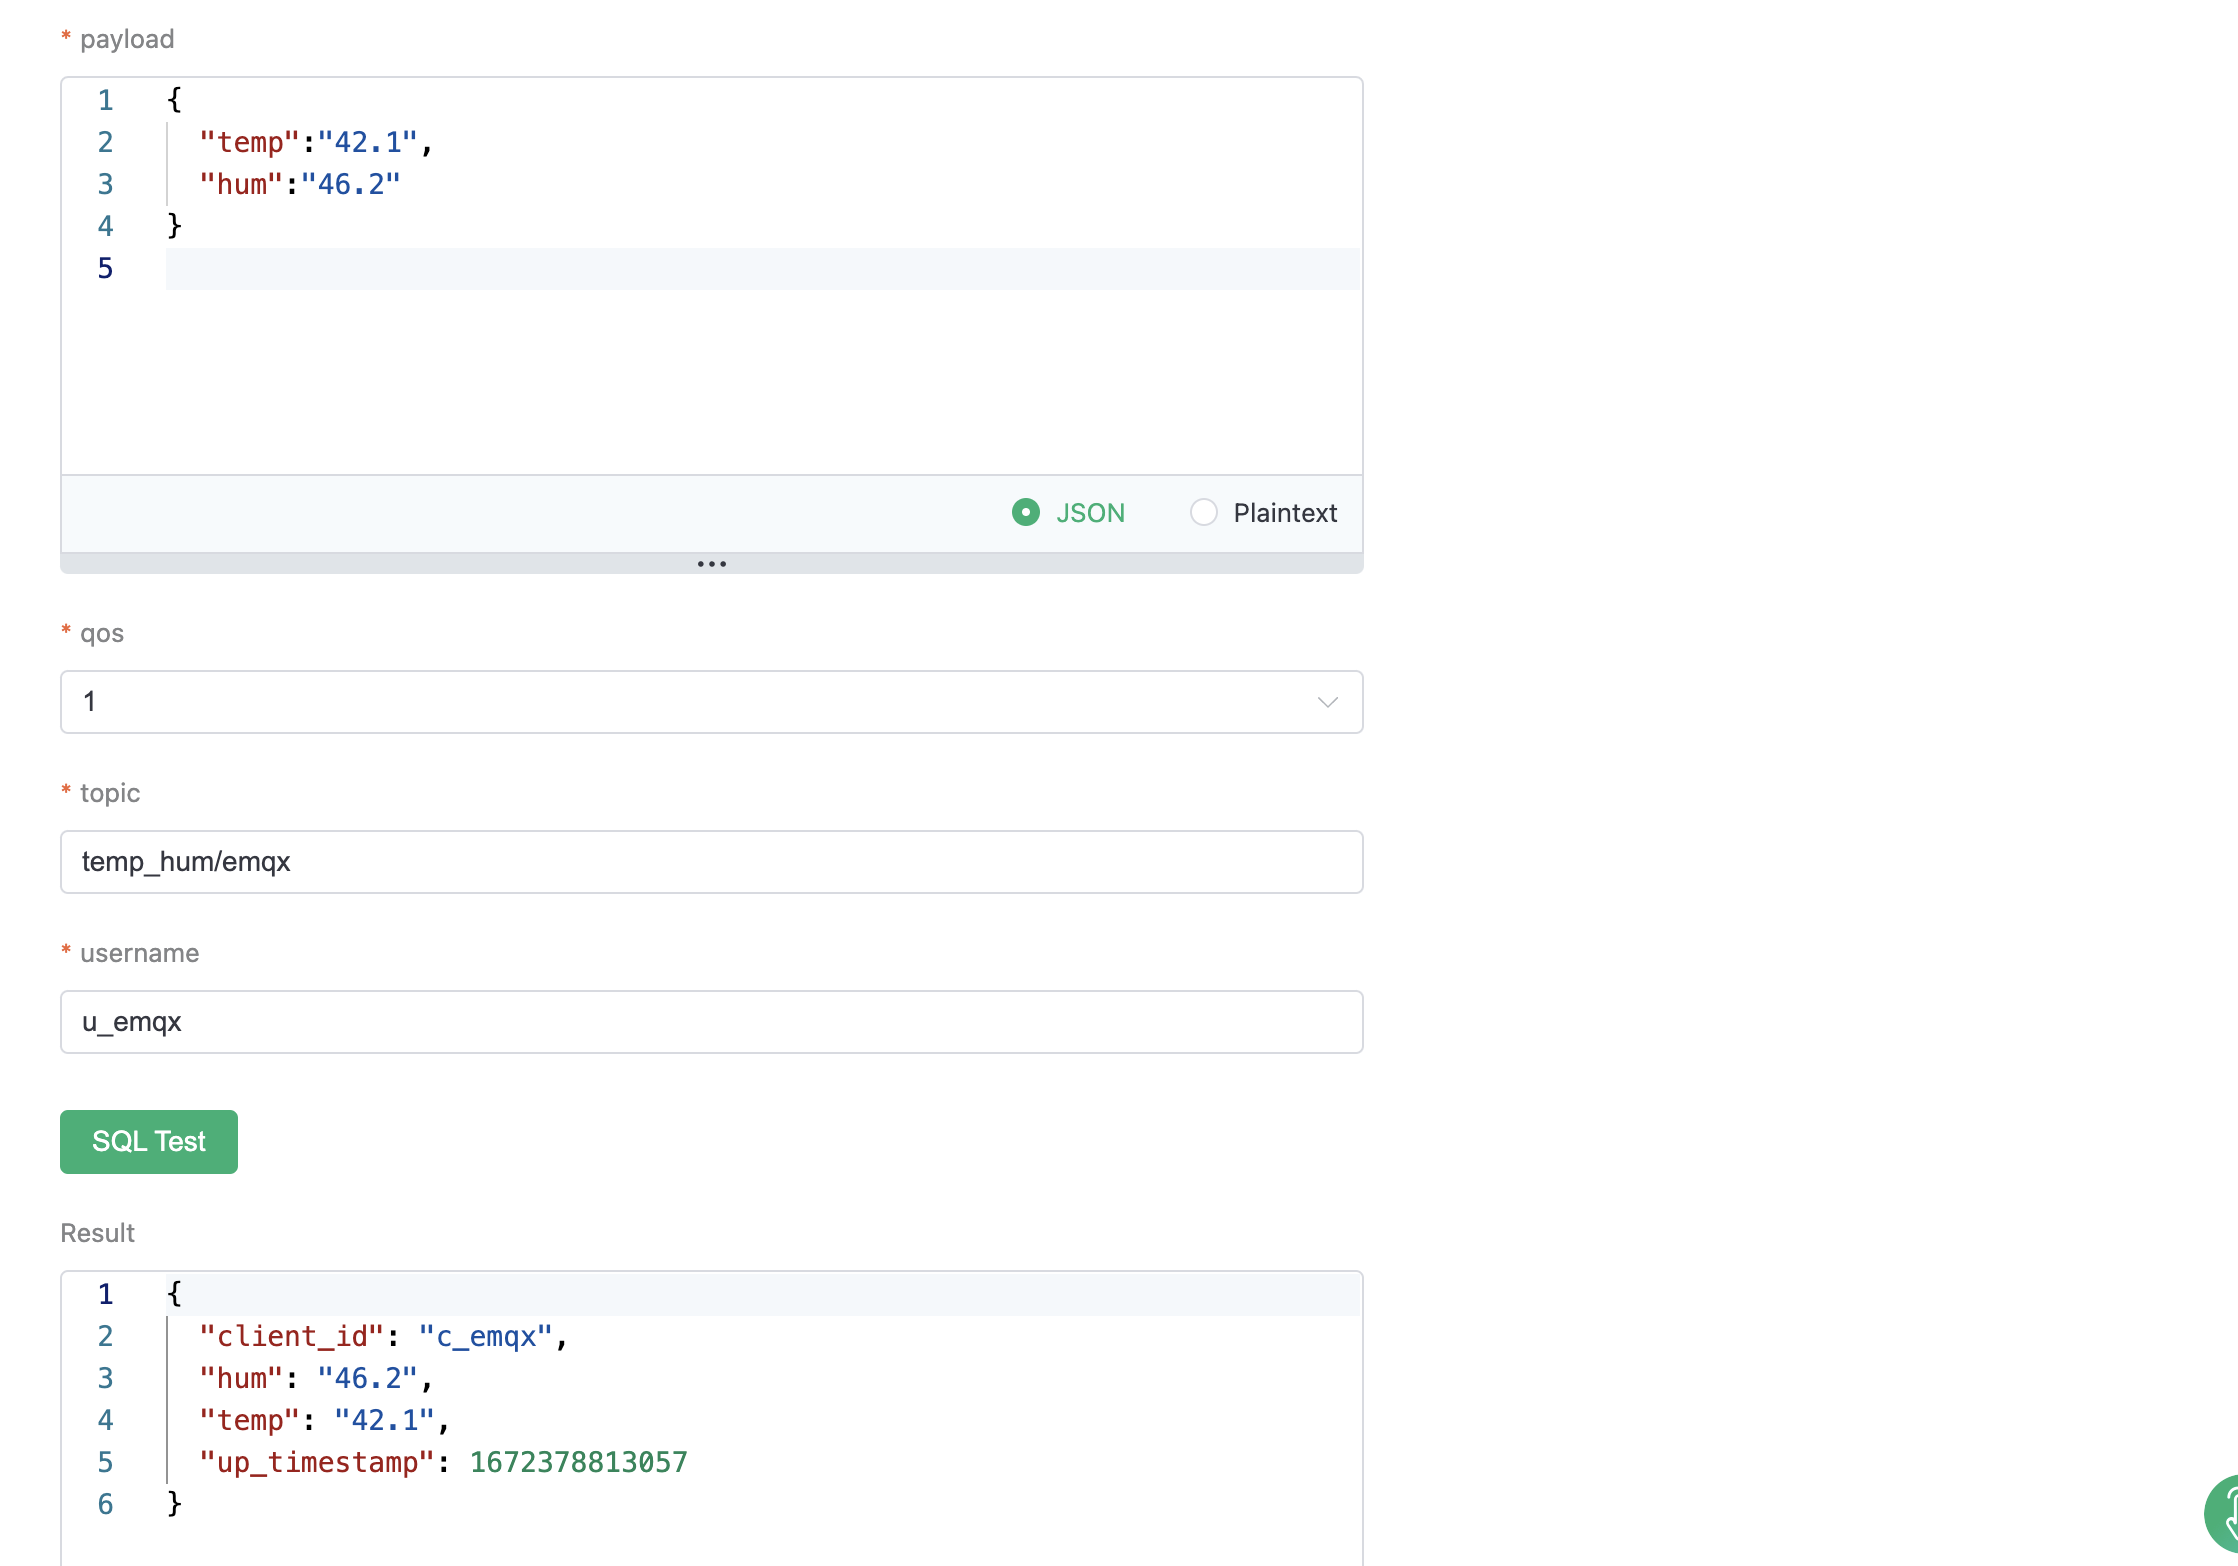 * payload
1 {
2 "temp":"42.1",
3 "hum":"46.2"
4 }
5
JSON Plaintext
* qos
1
* topic
temp_hum/emqx
* username
u_emqx
SQL Test
Result
1 {
2 "client_id": "c_emqx",
3 "hum": "46.2",
4 "temp": "42.1",
5 "up_timestamp": 1672378813057
6 }